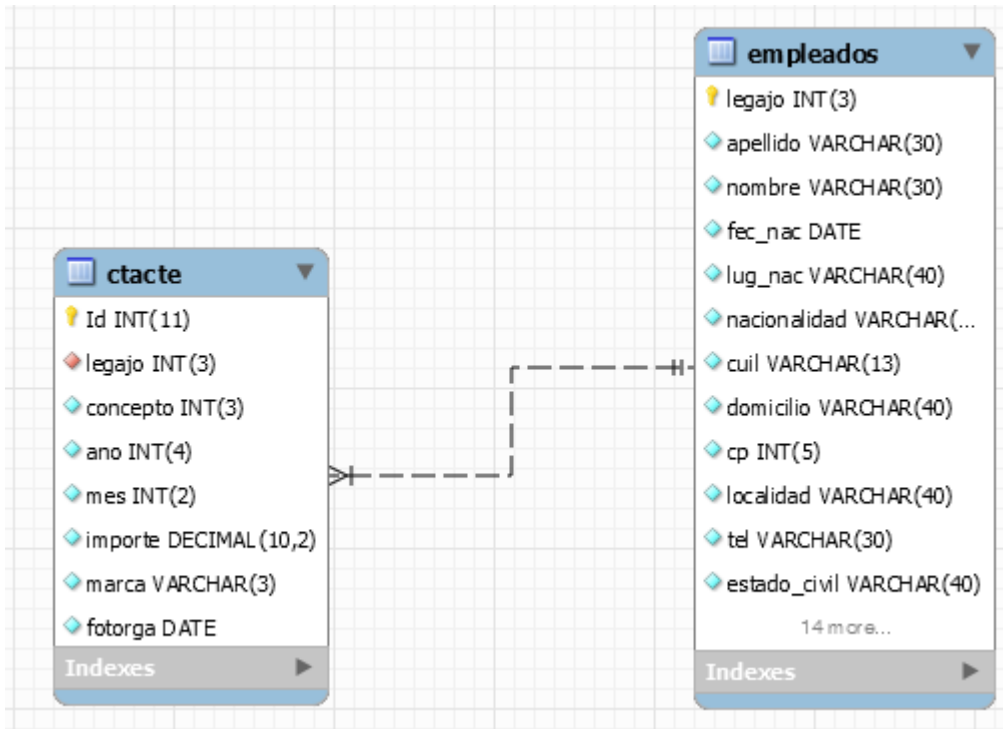 ctacte
Id INT(11)
legajo INT(3)
concepto INT(3)
ano INT(4)
mes INT(2)
importe DECIMAL(10,2)
marca VARCHAR(3)
fotorga DATE
Indexes
empleados
legajo INT(3)
apellido VARCHAR(30)
nombre VARCHAR(30)
fec_nac DATE
lug_nac VARCHAR(40)
nacionalidad VARCHAR(...
cuil VARCHAR(13)
domicilio VARCHAR(40)
cp INT(5)
localidad VARCHAR(40)
tel VARCHAR(30)
estado_civil VARCHAR(40)
14 more...
Indexes